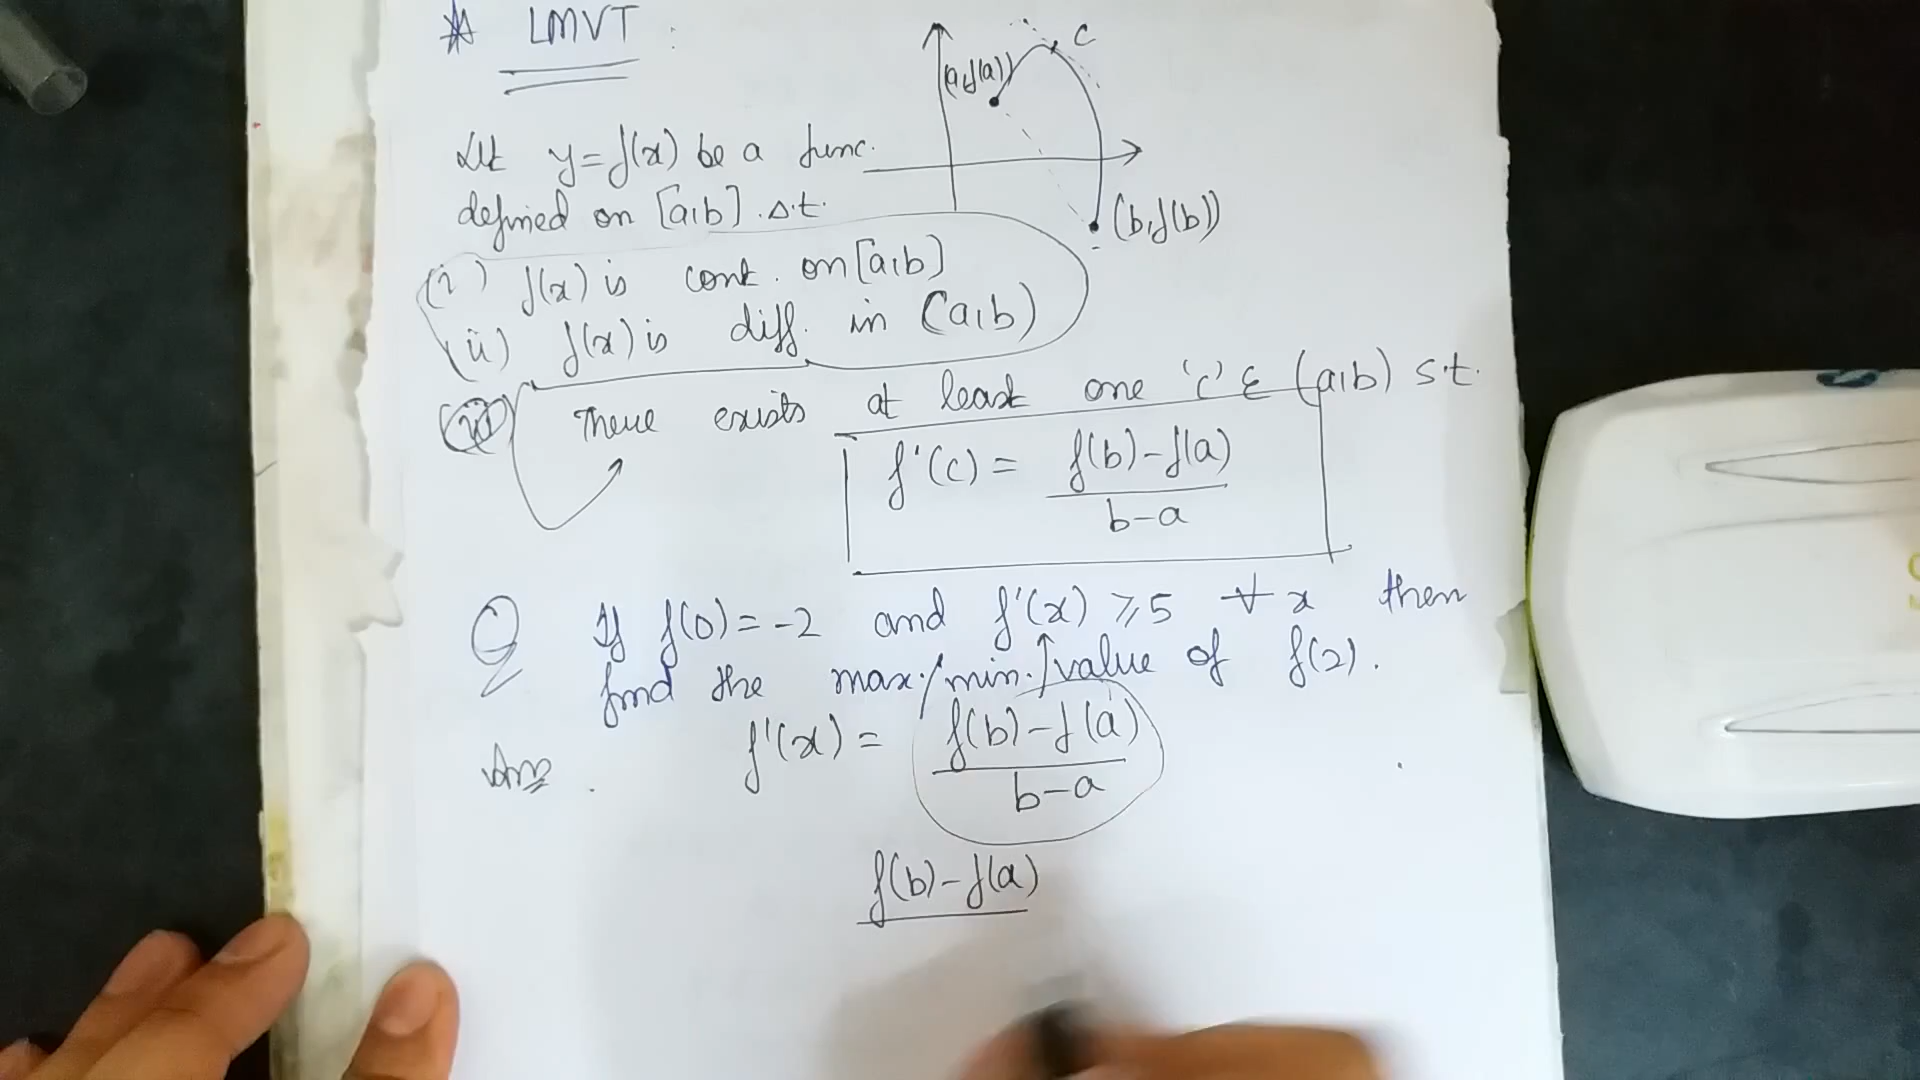 LMVT :
c
(a,f(a))
Let y=f(x) be a func.
defined on [a,b] .s.t.
(b,f(b))
(i) f(x) is cont. on [a,b]
(ii) f(x) is diff. in (a,b)
There exists at least one 'c' ε (a,b) s.t.
f'(c) = f(b)-f(a)
b-a
Q If f(0)=-2 and f'(x) ⩾5 ∀ x then
find the max./min. value of f(2).
Ans. f'(x) = f(b)-f(a)
b-a
f(b)-f(a)